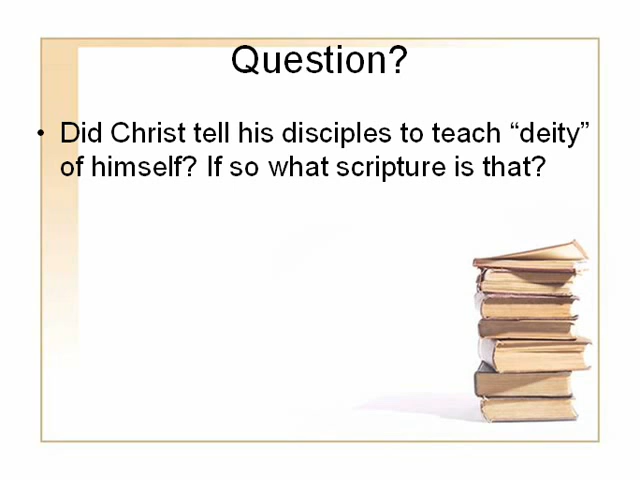 Question?
• Did Christ tell his disciples to teach “deity”
of himself? If so what scripture is that?